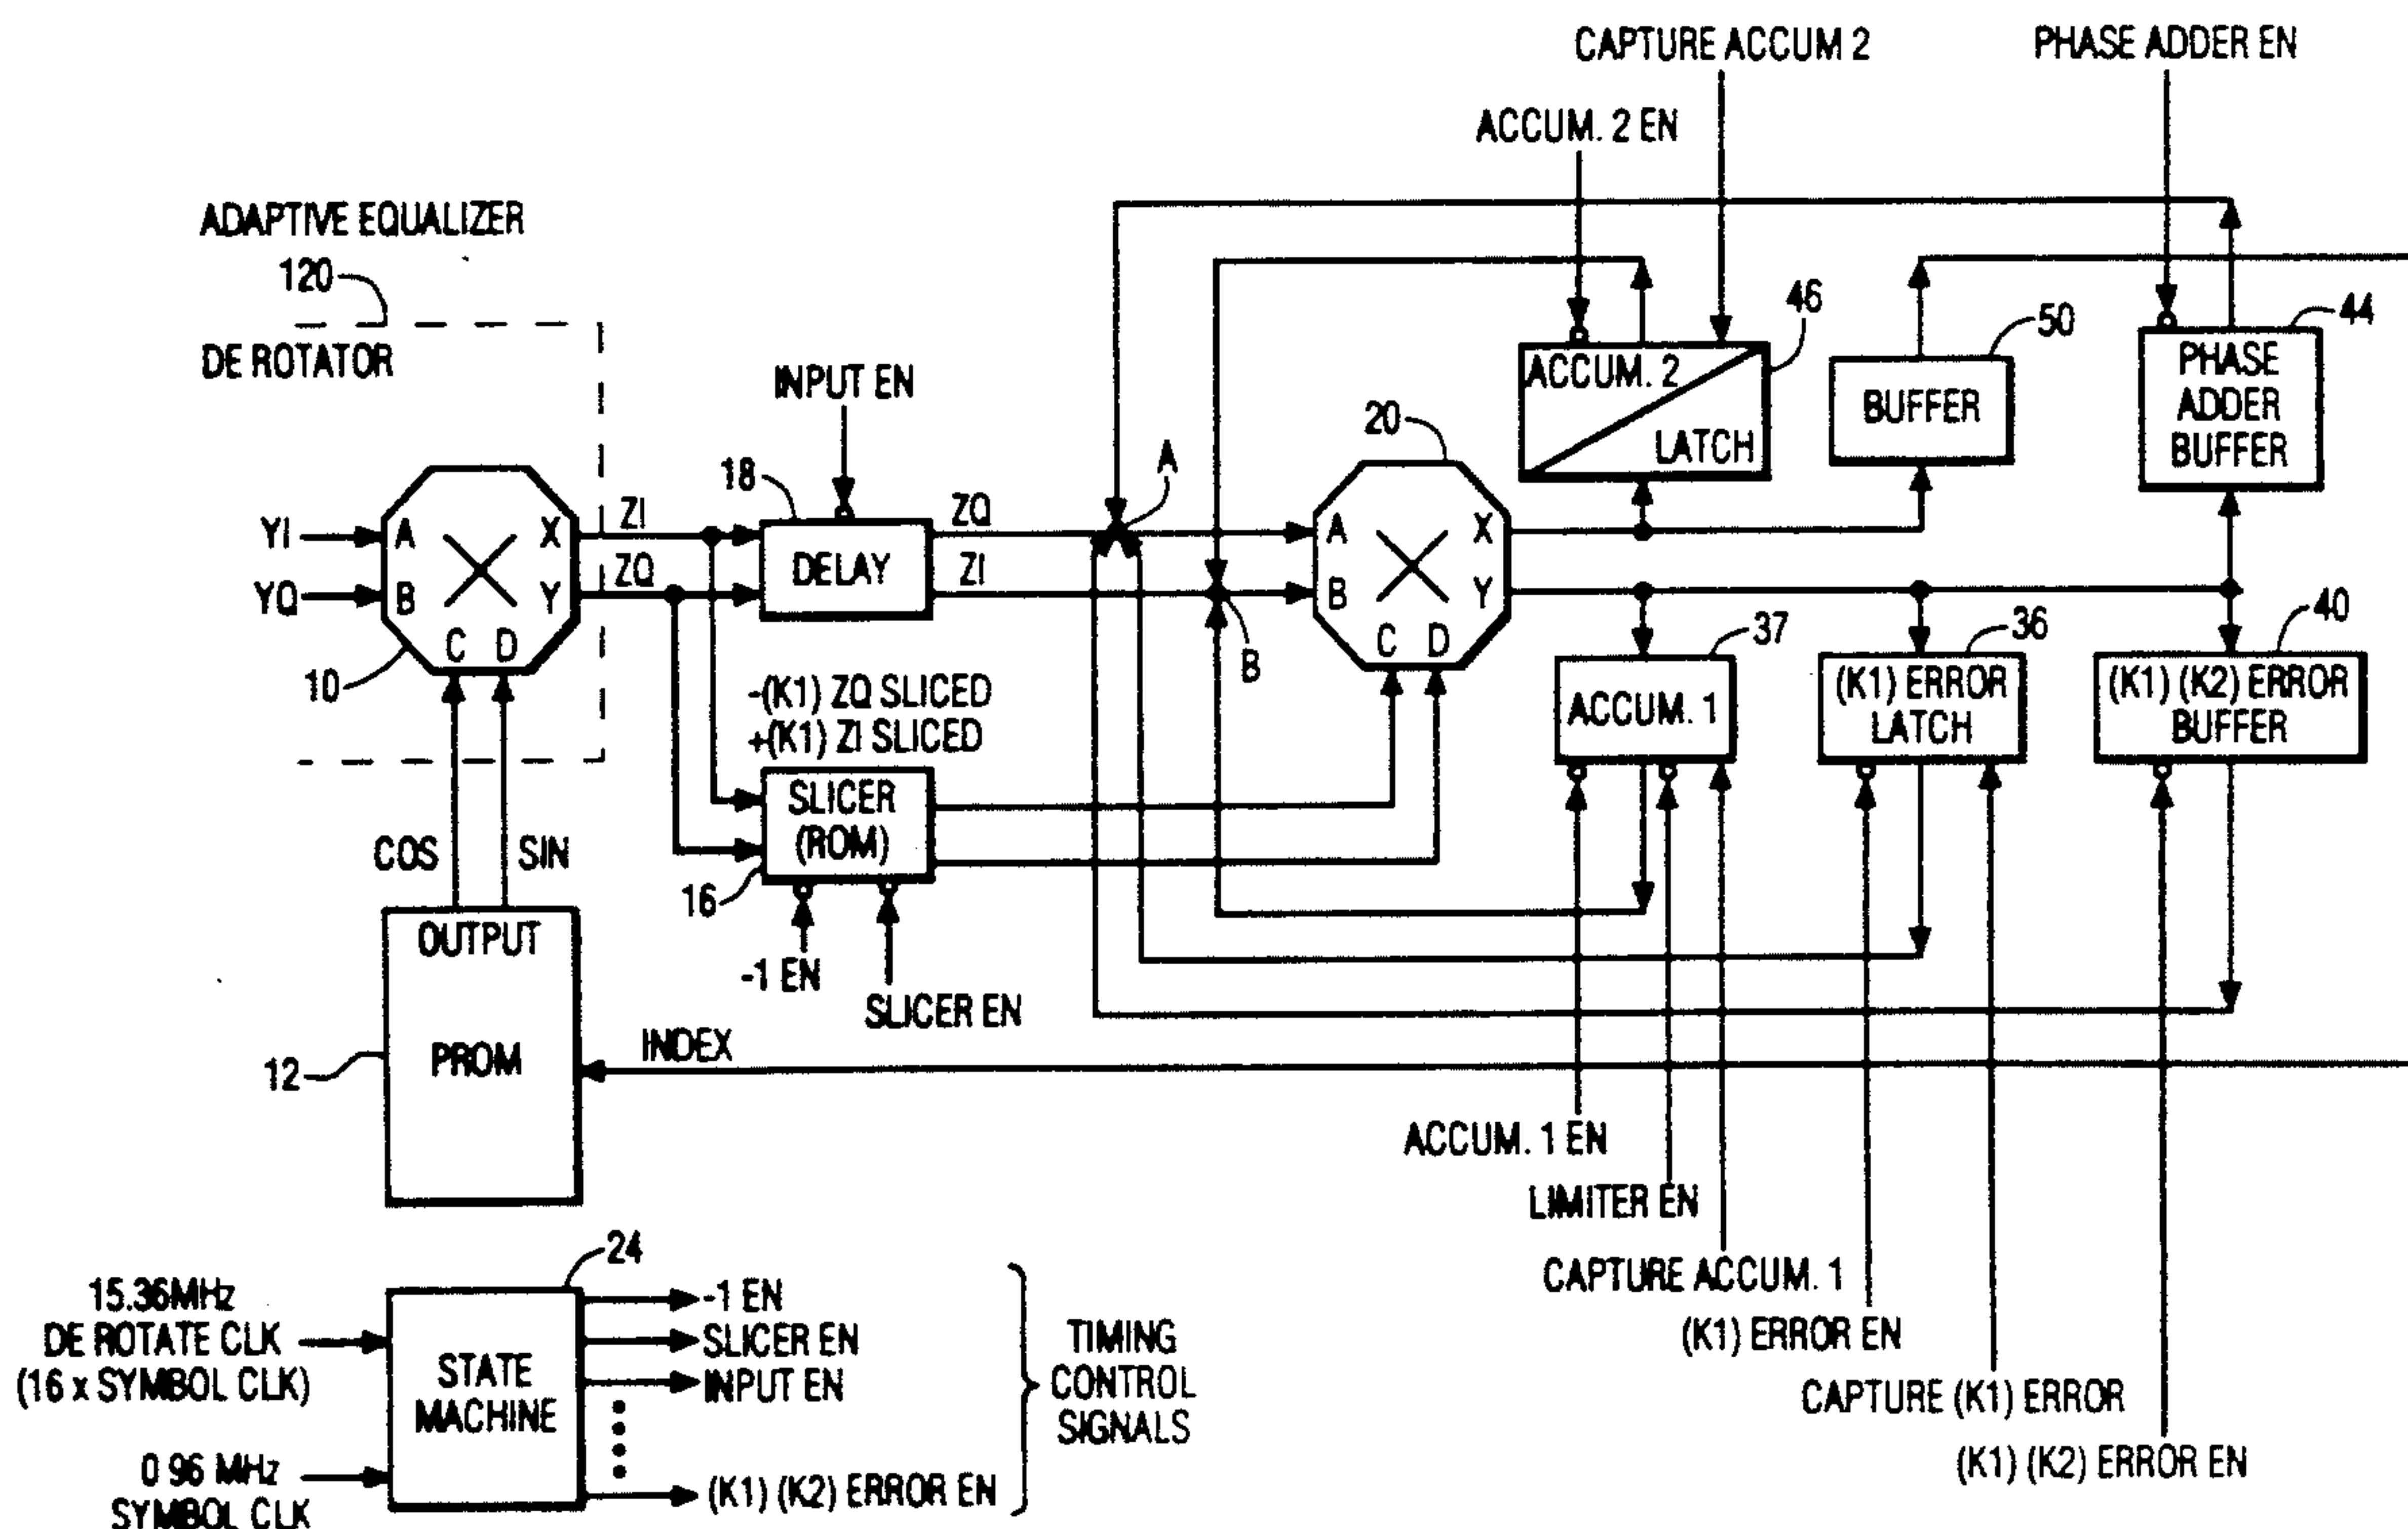 CAPTURE ACCUM 2
PHASE ADDER EN
ACCUM. 2 EN
ADAPTIVE EQUALIZER
120
DE ROTATOR
INPUT EN
46
50
44
ACCUM. 2
LATCH
BUFFER
PHASE
ADDER
BUFFER
20
18
A
YI
YQ
A
B
X
Y
C D
10
ZI
ZQ
DELAY
ZQ
ZI
A
B
X
Y
C D
B
37
36
40
-(K1) ZQ SLICED
+(K1) ZI SLICED
ACCUM. 1
(K1) ERROR
LATCH
(K1) (K2) ERROR
BUFFER
SLICER
(ROM)
16
COS
SIN
-1 EN
SLICER EN
OUTPUT
PROM
12
INDEX
ACCUM. 1 EN
LIMITER EN
CAPTURE ACCUM. 1
(K1) ERROR EN
CAPTURE (K1) ERROR
(K1) (K2) ERROR EN
24
15.36MHz
DE ROTATE CLK
(16 x SYMBOL CLK)
0 96 MHz
SYMBOL CLK
STATE
MACHINE
-1 EN
SLICER EN
INPUT EN
(K1) (K2) ERROR EN
TIMING
CONTROL
SIGNALS